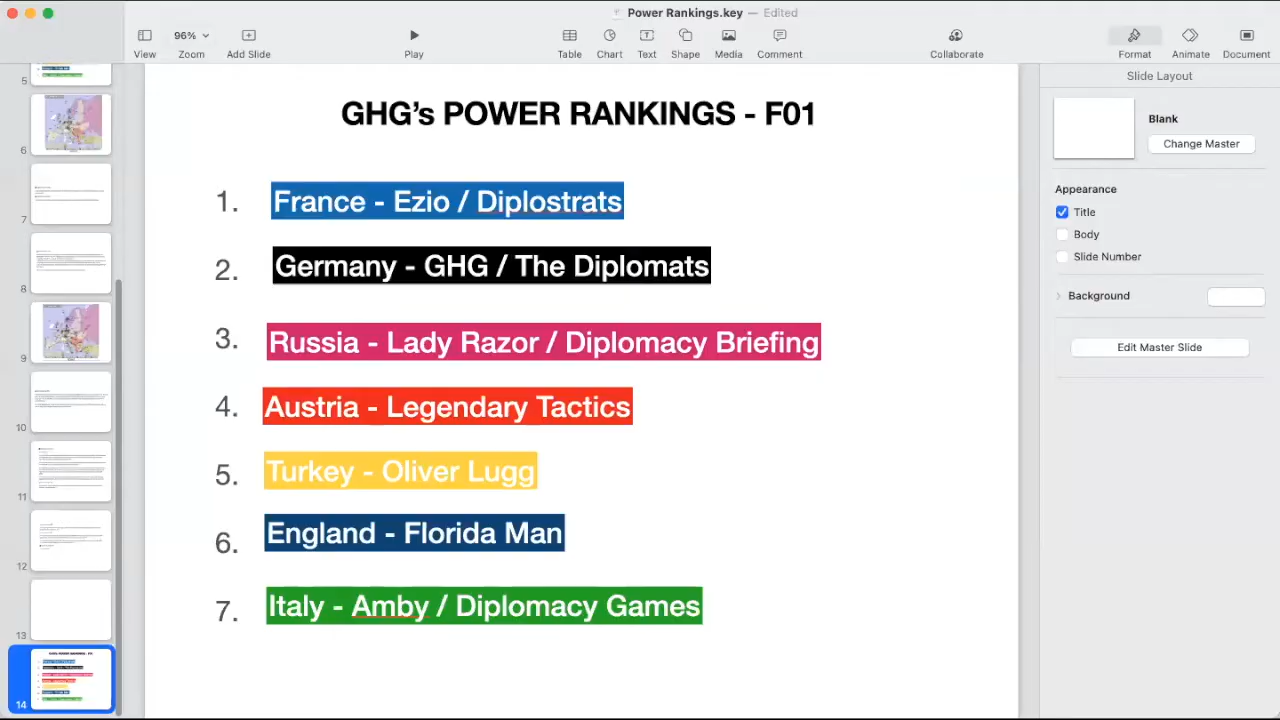 Power Rankings.key — Edited
96%
View
Zoom
Add Slide
Play
Table
Chart
Text
Shape
Media
Comment
Collaborate
Format
Animate
Document
Slide Layout
Blank
Change Master
Appearance
Title
Body
Slide Number
Background
Edit Master Slide
5
6
7
8
9
10
11
12
13
14
GHG's POWER RANKINGS - F01
1. France - Ezio / Diplostrats
2. Germany - GHG / The Diplomats
3. Russia - Lady Razor / Diplomacy Briefing
4. Austria - Legendary Tactics
5. Turkey - Oliver Lugg
6. England - Florida Man
7. Italy - Amby / Diplomacy Games